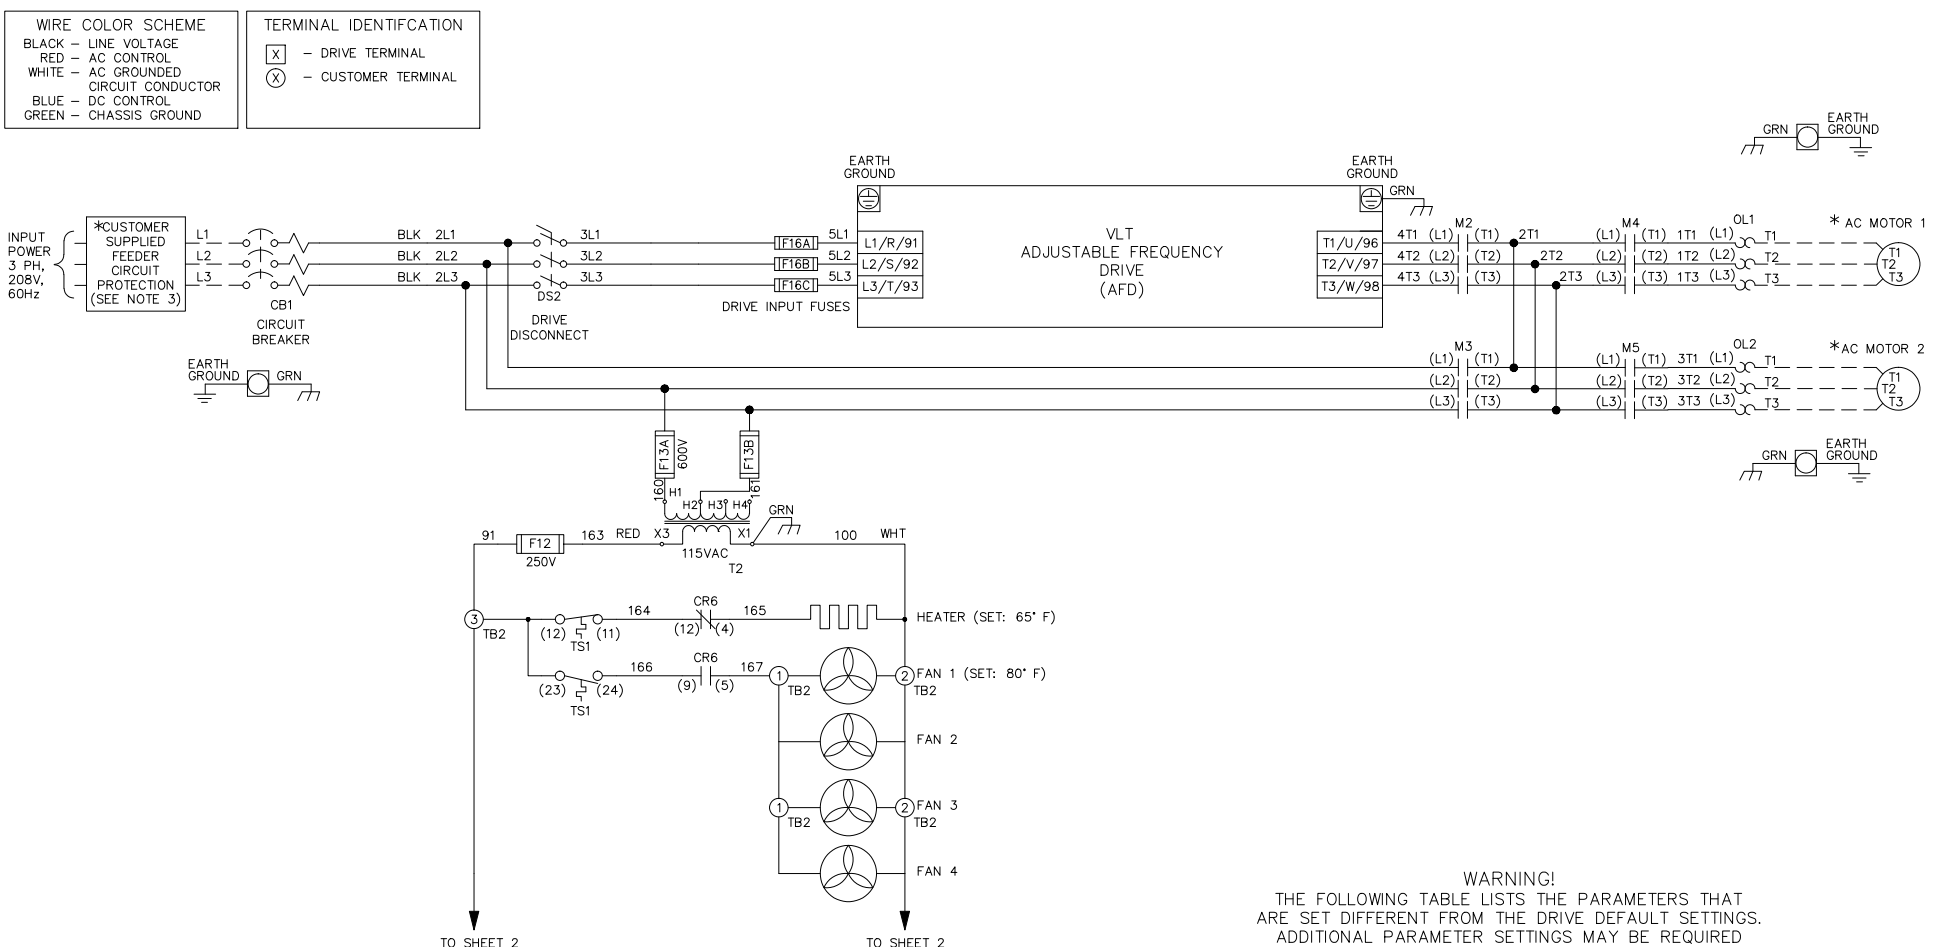 WIRE COLOR SCHEME
BLACK – LINE VOLTAGE
RED – AC CONTROL
WHITE – AC GROUNDED
CIRCUIT CONDUCTOR
BLUE – DC CONTROL
GREEN – CHASSIS GROUND
TERMINAL IDENTIFCATION
X – DRIVE TERMINAL
X – CUSTOMER TERMINAL
INPUT
POWER
3 PH,
208V,
60Hz
*CUSTOMER
SUPPLIED
FEEDER
CIRCUIT
PROTECTION
(SEE NOTE 3)
L1
L2
L3
CB1
CIRCUIT
BREAKER
EARTH
GROUND
GRN
BLK 2L1
BLK 2L2
BLK 2L3
DS2
DRIVE
DISCONNECT
3L1
3L2
3L3
F16A
F16B
F16C
DRIVE INPUT FUSES
5L1
5L2
5L3
EARTH
GROUND
L1/R/91
L2/S/92
L3/T/93
VLT
ADJUSTABLE FREQUENCY
DRIVE
(AFD)
EARTH
GROUND
GRN
T1/U/96
T2/V/97
T3/W/98
4T1 (L1) M2 (T1) 2T1 (L1) M4 (T1) 1T1 (L1) OL1 T1
4T2 (L2) (T2) 2T2 (L2) (T2) 1T2 (L2) T2
4T3 (L3) (T3) 2T3 (L3) (T3) 1T3 (L3) T3
* AC MOTOR 1
T1
T2
T3
GRN
EARTH
GROUND
(L1) M3 (T1) (L1) M5 (T1) 3T1 (L1) OL2 T1
(L2) (T2) (L2) (T2) 3T2 (L2) T2
(L3) (T3) (L3) (T3) 3T3 (L3) T3
*AC MOTOR 2
T1
T2
T3
GRN
EARTH
GROUND
F13A
600V
F13B
160
161
H1
H2 H3 H4
GRN
91
F12
250V
163 RED X3
115VAC
X1
T2
100 WHT
3
TB2
(12) (11)
TS1
164
CR6
(12) (4)
165
HEATER (SET: 65° F)
(23) (24)
TS1
166
CR6
(9) (5)
167
1
TB2
2
TB2
FAN 1 (SET: 80° F)
FAN 2
1
TB2
2
TB2
FAN 3
FAN 4
TO SHEET 2
TO SHEET 2
WARNING!
THE FOLLOWING TABLE LISTS THE PARAMETERS THAT
ARE SET DIFFERENT FROM THE DRIVE DEFAULT SETTINGS.
ADDITIONAL PARAMETER SETTINGS MAY BE REQUIRED